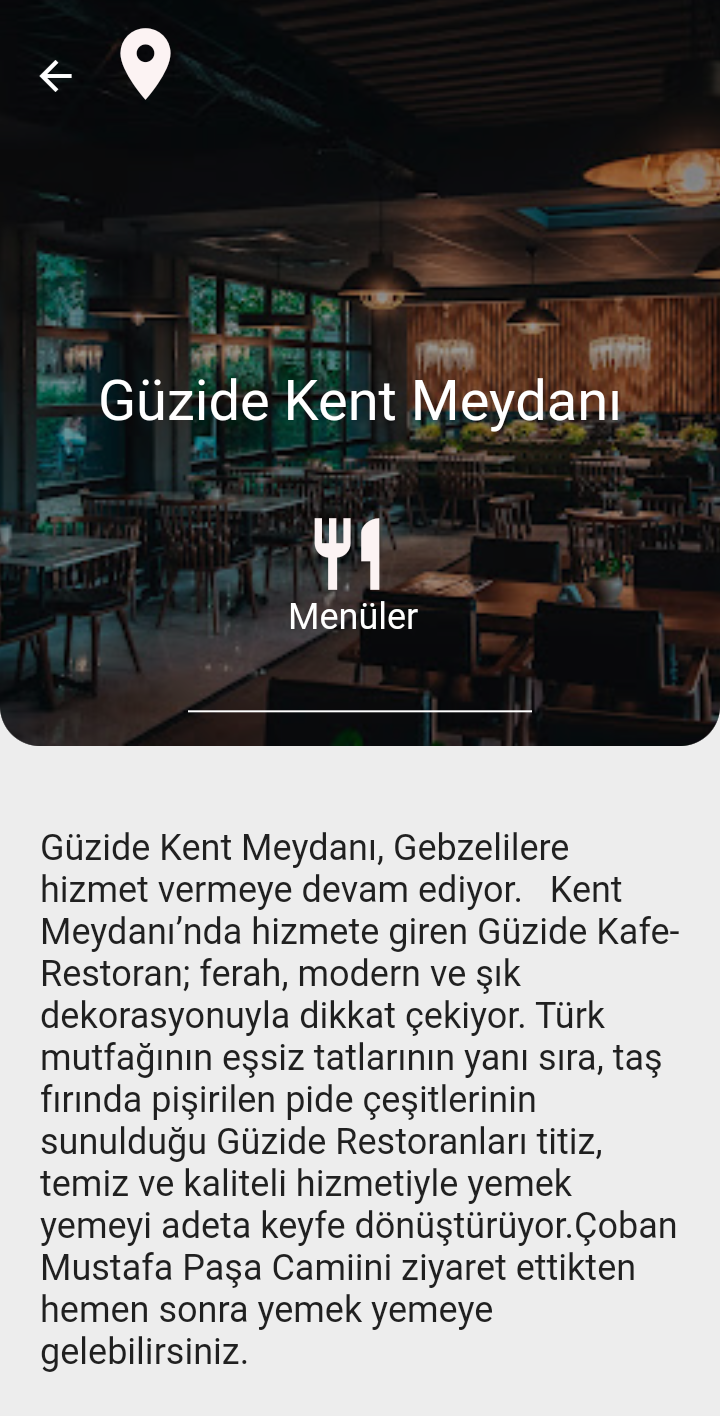 Güzide Kent Meydanı
Menüler
Güzide Kent Meydanı, Gebzelilere
hizmet vermeye devam ediyor.   Kent
Meydanı’nda hizmete giren Güzide Kafe-
Restoran; ferah, modern ve şık
dekorasyonuyla dikkat çekiyor. Türk
mutfağının eşsiz tatlarının yanı sıra, taş
fırında pişirilen pide çeşitlerinin
sunulduğu Güzide Restoranları titiz,
temiz ve kaliteli hizmetiyle yemek
yemeyi adeta keyfe dönüştürüyor.Çoban
Mustafa Paşa Camiini ziyaret ettikten
hemen sonra yemek yemeye
gelebilirsiniz.